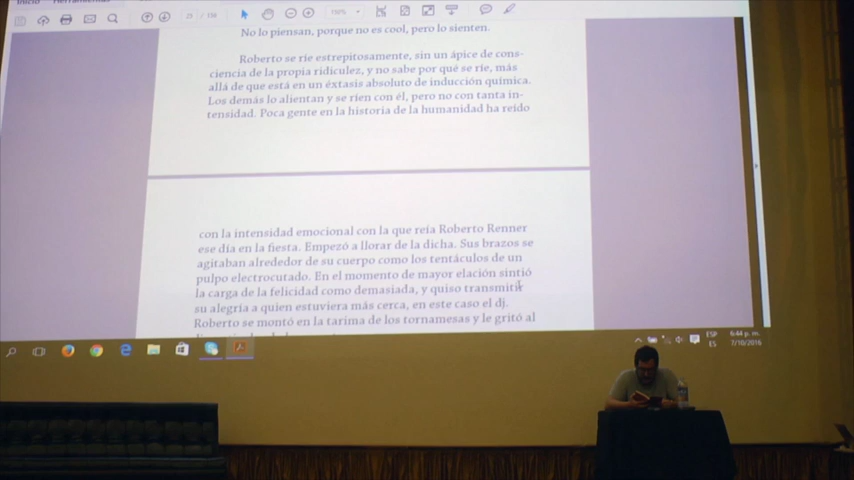 Inicio Herramientas
25 / 136
150%
No lo piensan, porque no es cool, pero lo sienten.
Roberto se ríe estrepitosamente, sin un ápice de cons-
ciencia de la propia ridiculez, y no sabe por qué se ríe, más
allá de que está en un éxtasis absoluto de inducción química.
Los demás lo alientan y se ríen con él, pero no con tanta in-
tensidad. Poca gente en la historia de la humanidad ha reído
con la intensidad emocional con la que reía Roberto Renner
ese día en la fiesta. Empezó a llorar de la dicha. Sus brazos se
agitaban alrededor de su cuerpo como los tentáculos de un
pulpo electrocutado. En el momento de mayor elación sintió
la carga de la felicidad como demasiada, y quiso transmitir
su alegría a quien estuviera más cerca, en este caso el dj.
Roberto se montó en la tarima de los tornamesas y le gritó al
ESP
ES
6:44 p. m.
7/10/2016